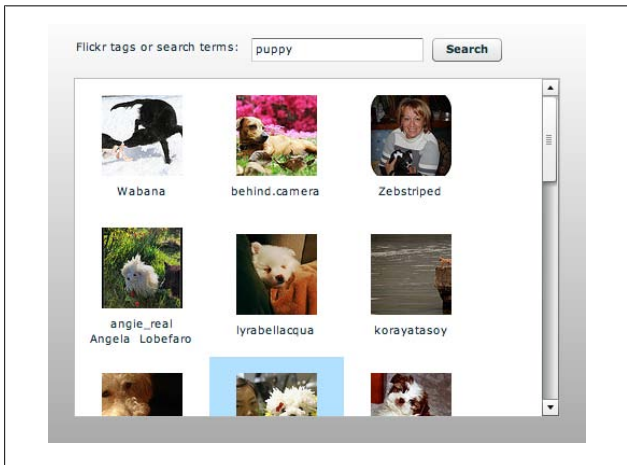 Flickr tags or search terms: puppy Search
Wabana behind.camera Zebstriped
angie_real lyrabellacqua korayatasoy
Angela Lobefaro